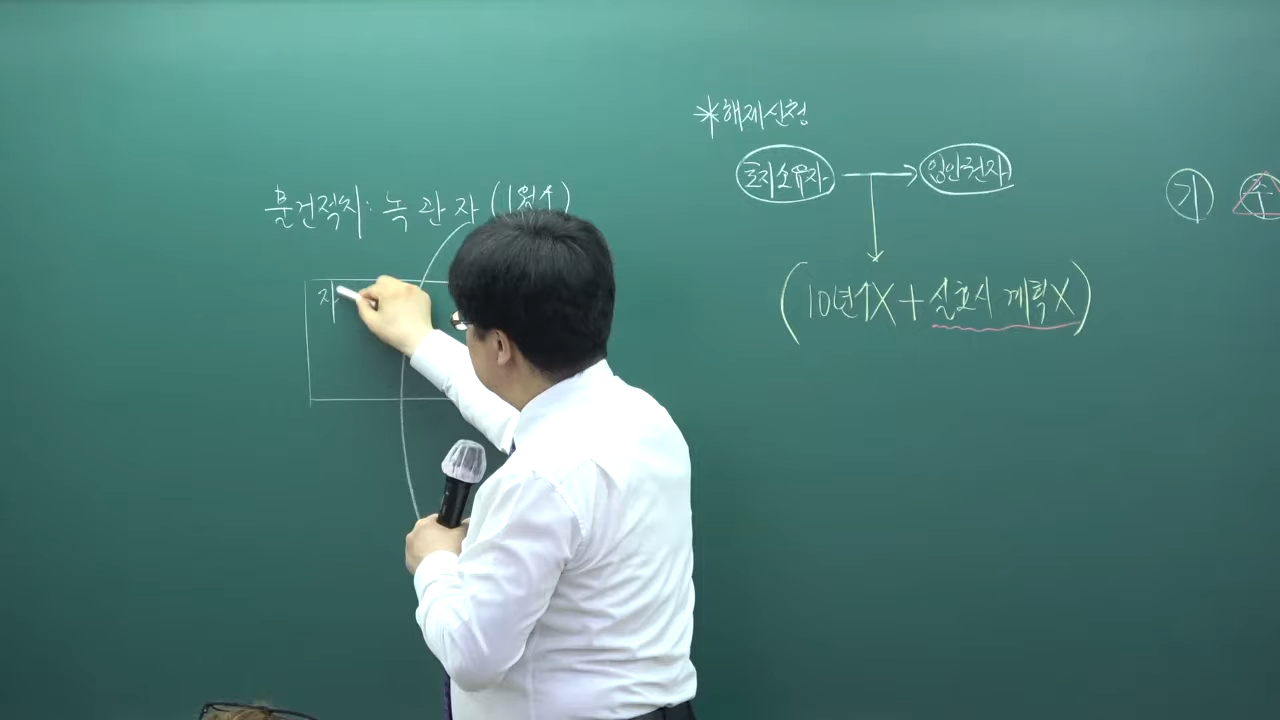 *해제신청
토지소유자 → 입안권자
(10년↑X + 실효시 계획X)
물건적치: 녹 관 자 (1월↑)
자
기 주